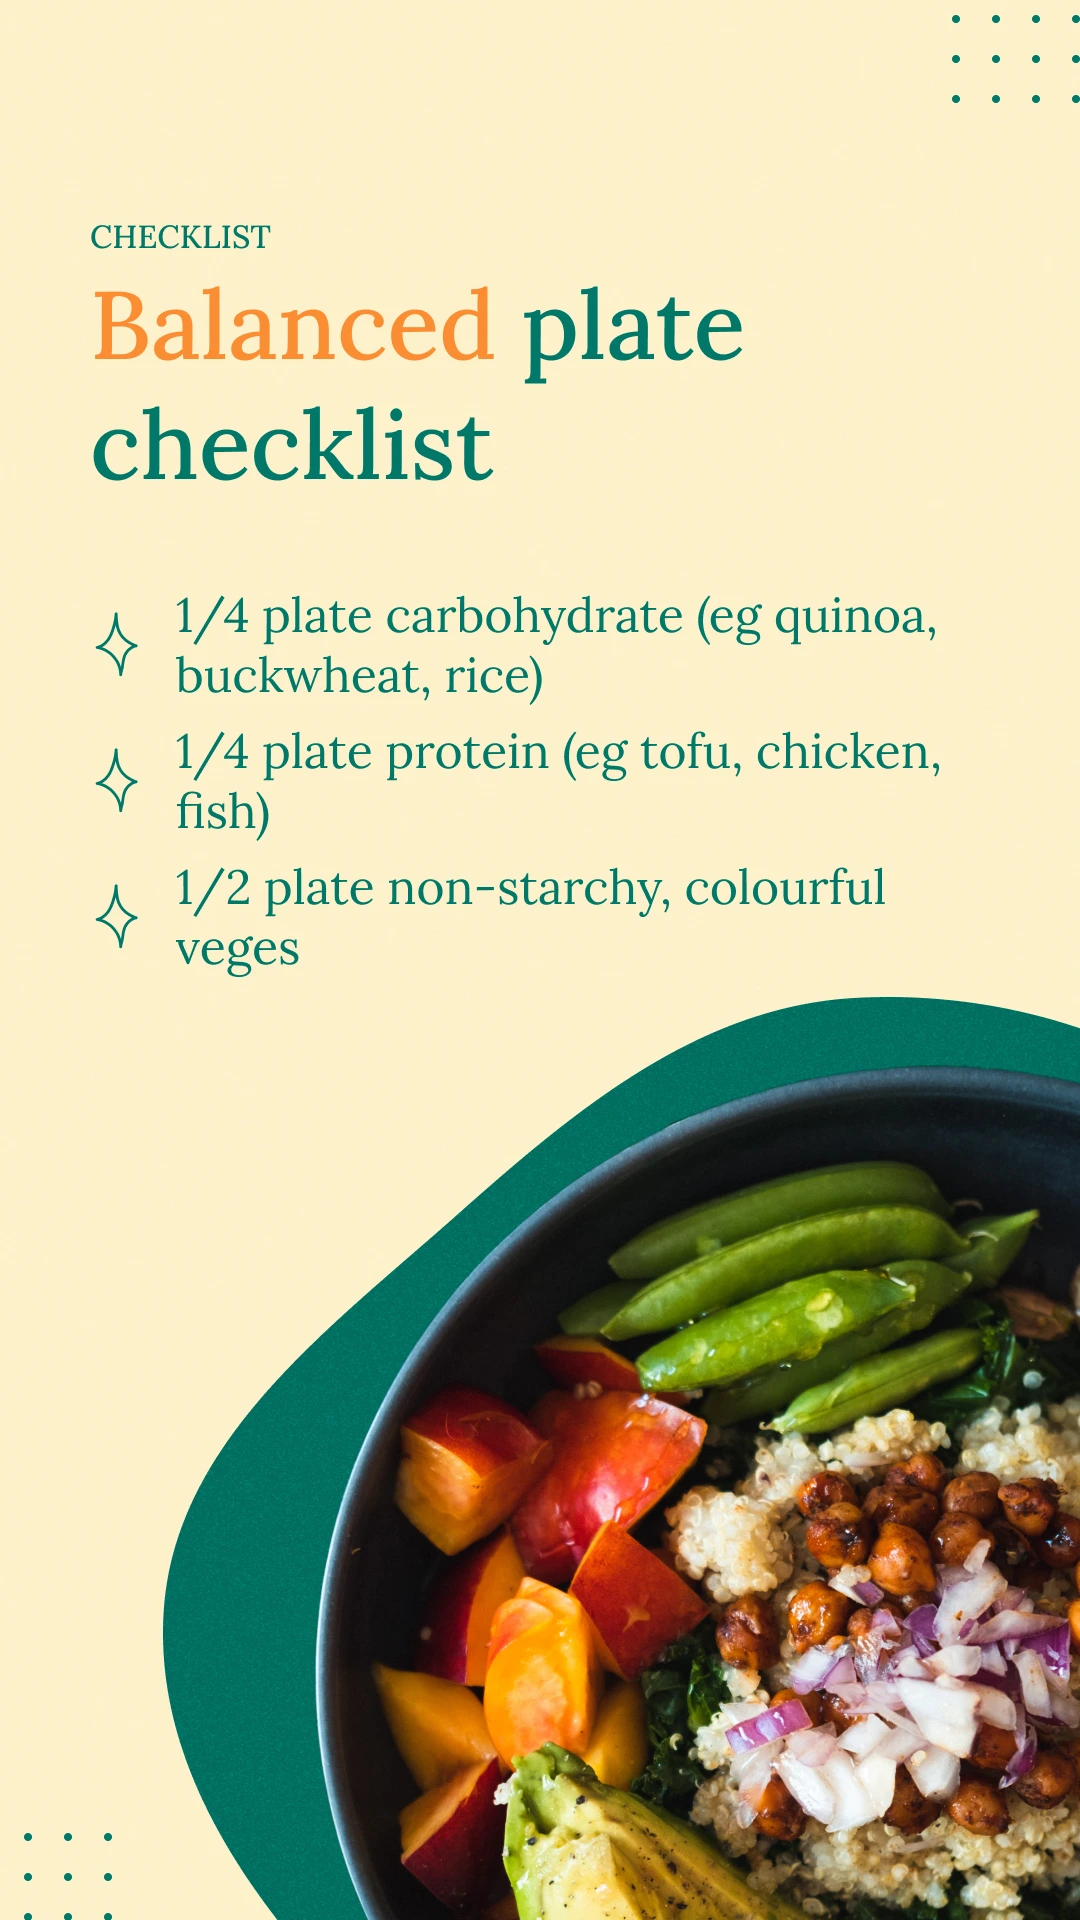 CHECKLIST
Balanced plate
checklist
1/4 plate carbohydrate (eg quinoa,
buckwheat, rice)
1/4 plate protein (eg tofu, chicken,
fish)
1/2 plate non-starchy, colourful
veges